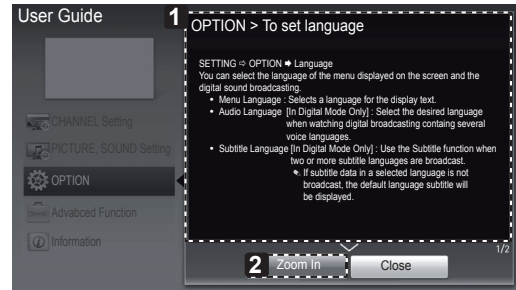 User Guide
1
OPTION > To set language
SETTING ⇨ OPTION ➡ Language
You can select the language of the menu displayed on the screen and the
digital sound broadcasting.
• Menu Language : Selects a language for the display text.
• Audio Language [In Digital Mode Only] : Select the desired language
when watching digital broadcasting containg several
voice languages.
• Subtitle Language [In Digital Mode Only] : Use the Subtitle function when
two or more subtitle languages are broadcast.
If subtitle data in a selected language is not
broadcast, the default language subtitle will
be displayed.
CHANNEL Setting
PICTURE, SOUND Setting
OPTION
Advabced Function
Information
1/2
2 Zoom In
Close